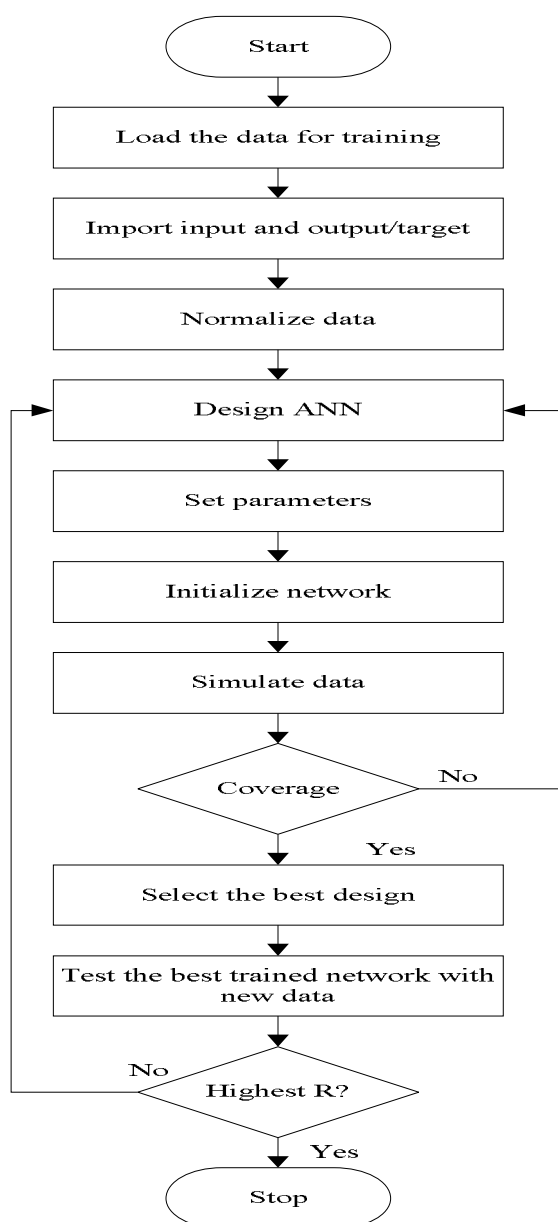 Start
Load the data for training
Import input and output/target
Normalize data
Design ANN
Set parameters
Initialize network
Simulate data
Coverage
No
Yes
Select the best design
Test the best trained network with
new data
No
Highest R?
Yes
Stop